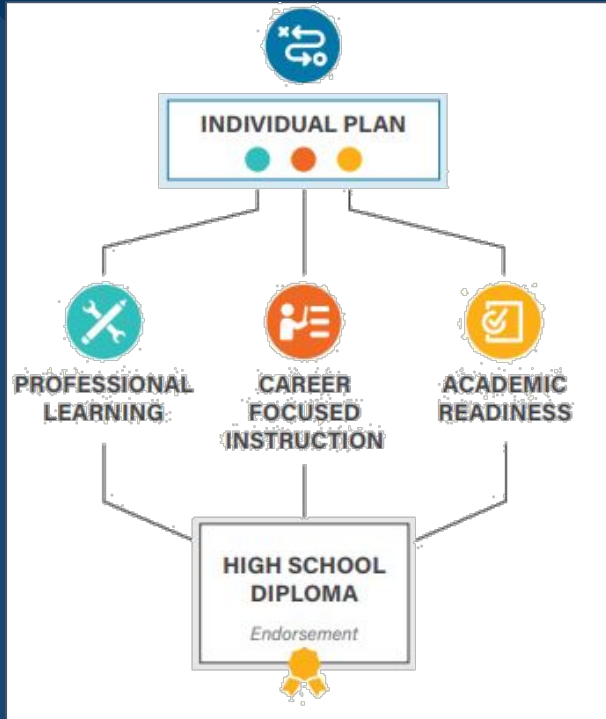 INDIVIDUAL PLAN
PROFESSIONAL
LEARNING
CAREER
FOCUSED
INSTRUCTION
ACADEMIC
READINESS
HIGH SCHOOL
DIPLOMA
Endorsement